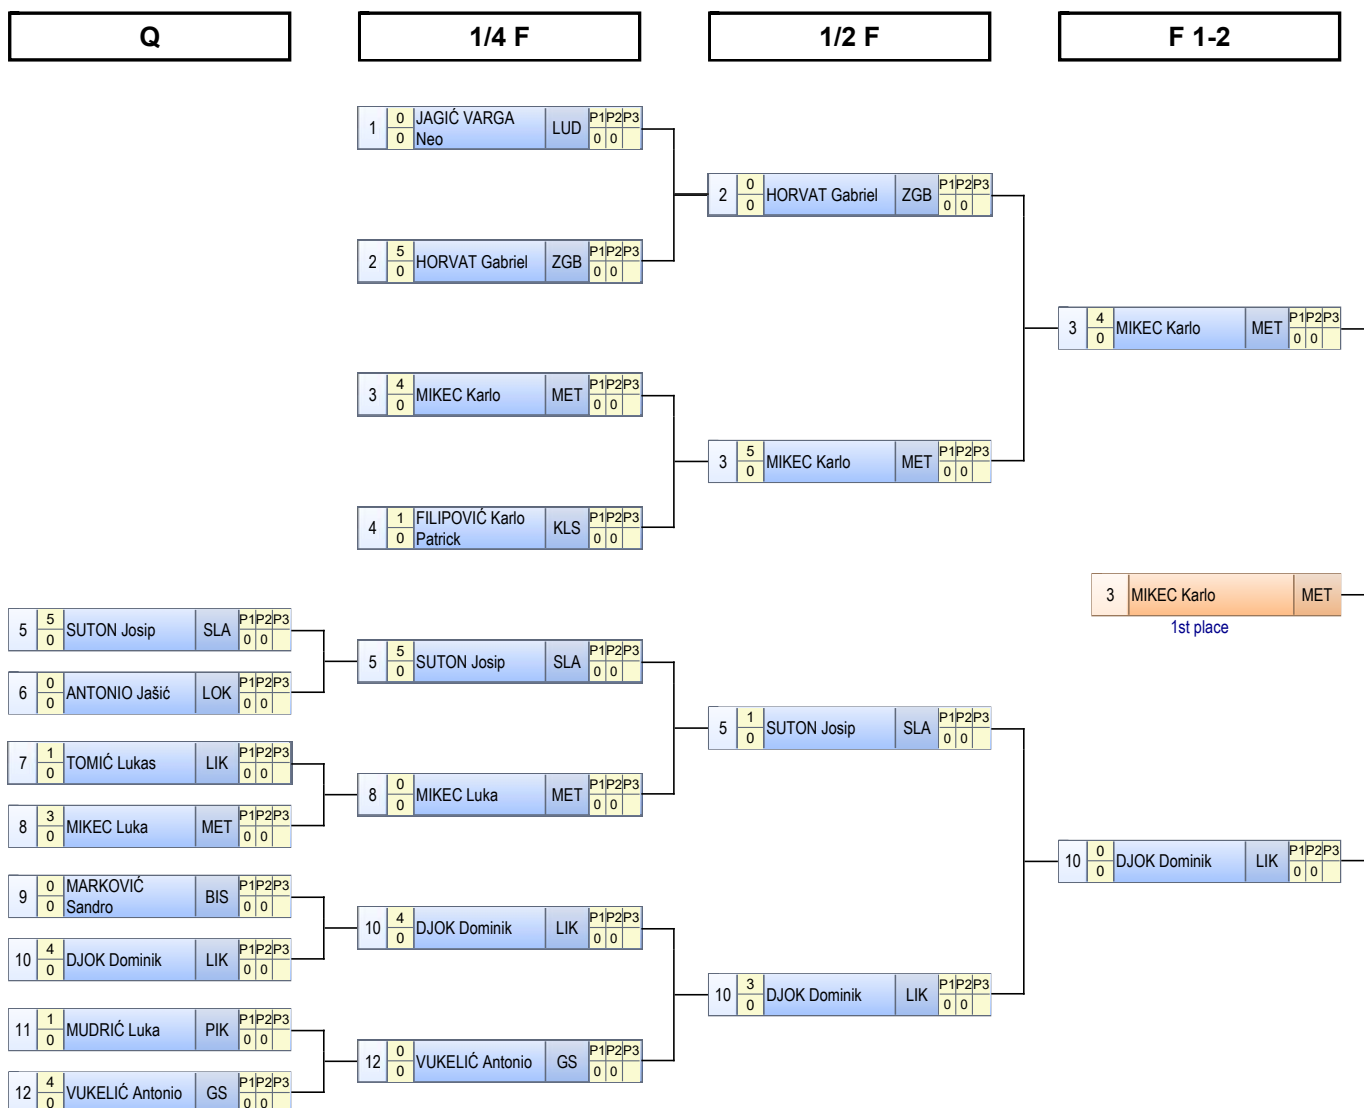 Q
1/4 F
1/2 F
F 1-2
1 0 0 JAGIĆ VARGA Neo LUD P1 P2 P3 0 0
2 5 0 HORVAT Gabriel ZGB P1 P2 P3 0 0
3 4 0 MIKEC Karlo MET P1 P2 P3 0 0
4 1 0 FILIPOVIĆ Karlo Patrick KLS P1 P2 P3 0 0
2 0 0 HORVAT Gabriel ZGB P1 P2 P3 0 0
3 5 0 MIKEC Karlo MET P1 P2 P3 0 0
3 4 0 MIKEC Karlo MET P1 P2 P3 0 0
3 MIKEC Karlo MET
1st place
5 5 0 SUTON Josip SLA P1 P2 P3 0 0
6 0 0 ANTONIO Jašić LOK P1 P2 P3 0 0
7 1 0 TOMIĆ Lukas LIK P1 P2 P3 0 0
8 3 0 MIKEC Luka MET P1 P2 P3 0 0
9 0 0 MARKOVIĆ Sandro BIS P1 P2 P3 0 0
10 4 0 DJOK Dominik LIK P1 P2 P3 0 0
11 1 0 MUDRIĆ Luka PIK P1 P2 P3 0 0
12 4 0 VUKELIĆ Antonio GS P1 P2 P3 0 0
5 5 0 SUTON Josip SLA P1 P2 P3 0 0
8 0 0 MIKEC Luka MET P1 P2 P3 0 0
10 4 0 DJOK Dominik LIK P1 P2 P3 0 0
12 0 0 VUKELIĆ Antonio GS P1 P2 P3 0 0
5 1 0 SUTON Josip SLA P1 P2 P3 0 0
10 3 0 DJOK Dominik LIK P1 P2 P3 0 0
10 0 0 DJOK Dominik LIK P1 P2 P3 0 0